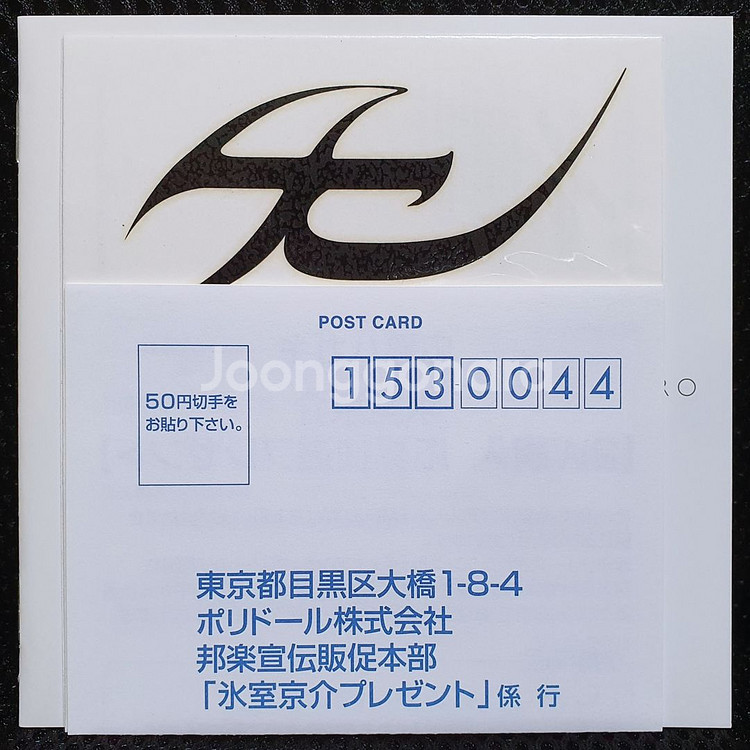 POST CARD
50円切手を
お貼り下さい。
1530044
Joonggonara
RO
東京都目黒区大橋1-8-4
ポリドール株式会社
邦楽宣伝販促本部
「氷室京介プレゼント」係 行